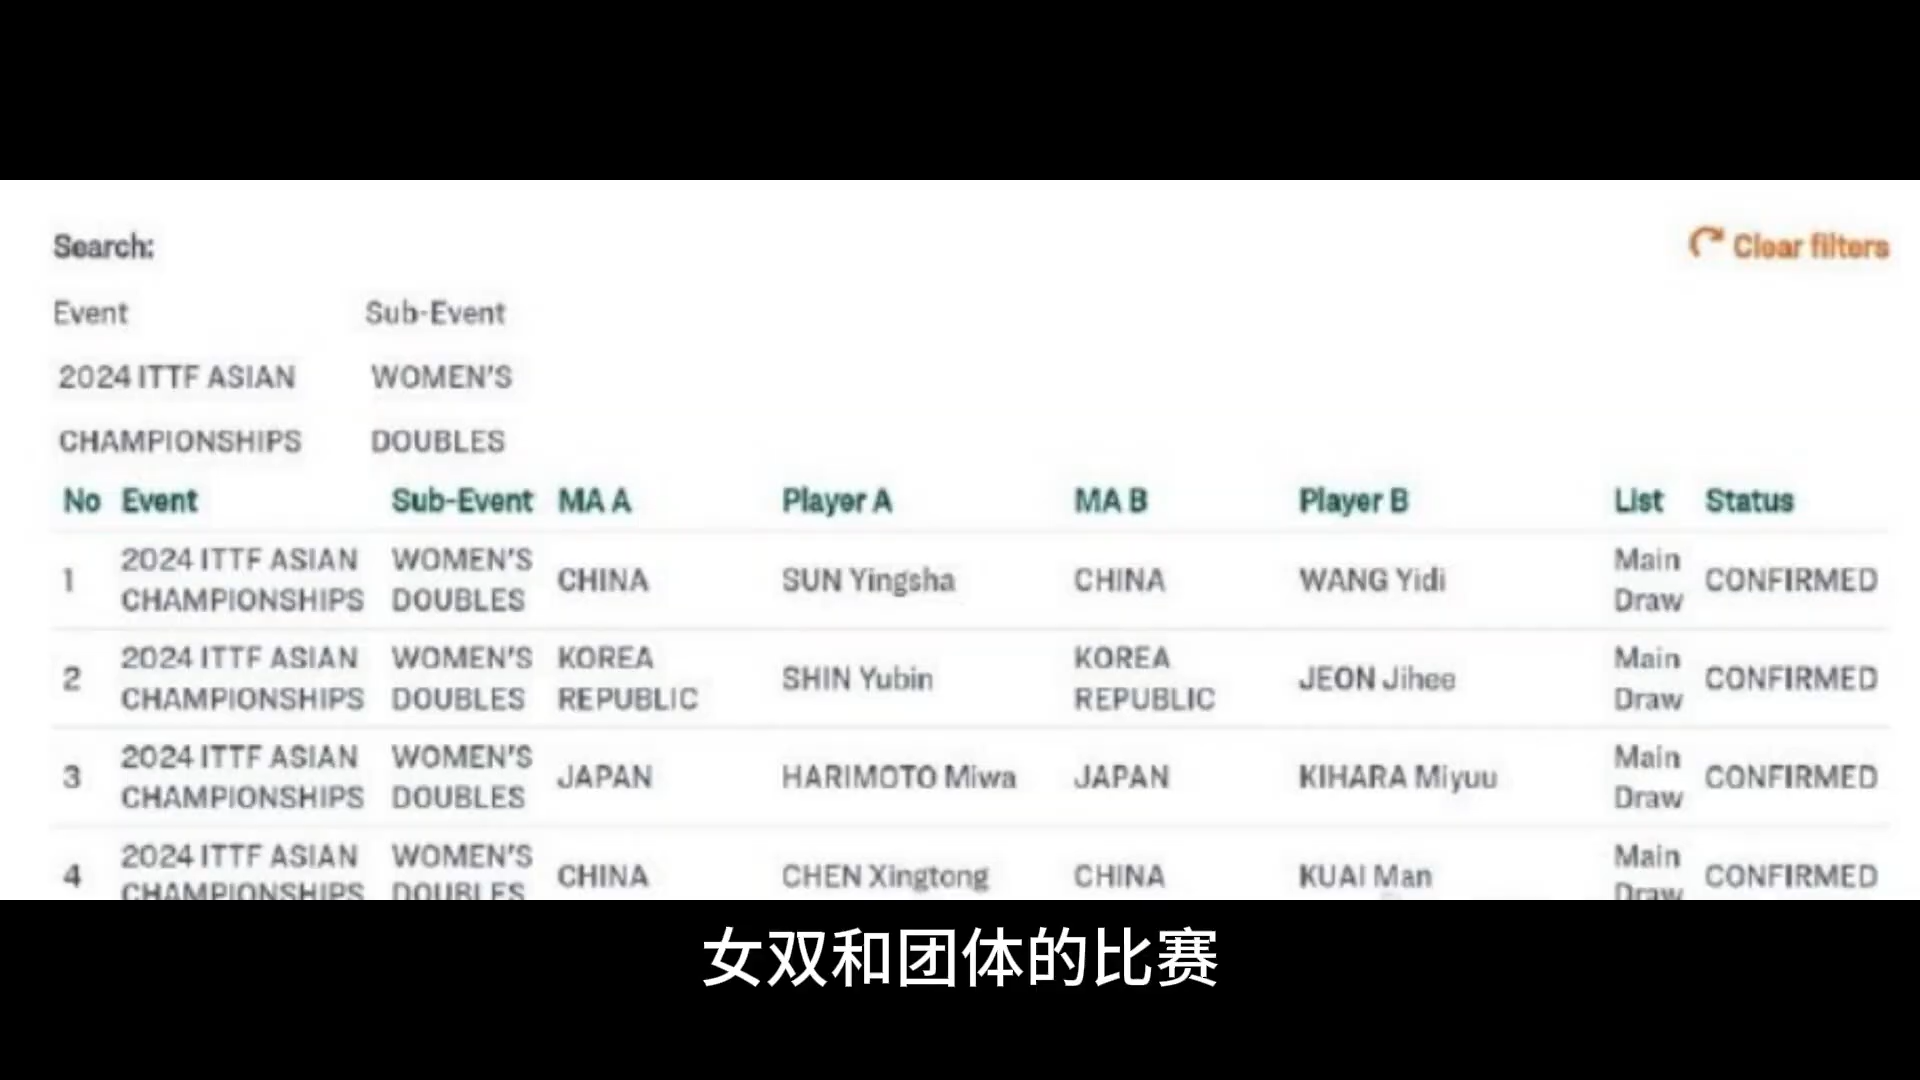 Search:
Clear filters
Event Sub-Event
2024 ITTF ASIAN WOMEN'S
CHAMPIONSHIPS DOUBLES
No Event Sub-Event MA A Player A MA B Player B List Status
1 2024 ITTF ASIAN CHAMPIONSHIPS WOMEN'S DOUBLES CHINA SUN Yingsha CHINA WANG Yidi Main Draw CONFIRMED
2 2024 ITTF ASIAN CHAMPIONSHIPS WOMEN'S DOUBLES KOREA REPUBLIC SHIN Yubin KOREA REPUBLIC JEON Jihee Main Draw CONFIRMED
3 2024 ITTF ASIAN CHAMPIONSHIPS WOMEN'S DOUBLES JAPAN HARIMOTO Miwa JAPAN KIHARA Miyuu Main Draw CONFIRMED
4 2024 ITTF ASIAN CHAMPIONSHIPS WOMEN'S DOUBLES CHINA CHEN Xingtong CHINA KUAI Man Main Draw CONFIRMED
女双和团体的比赛